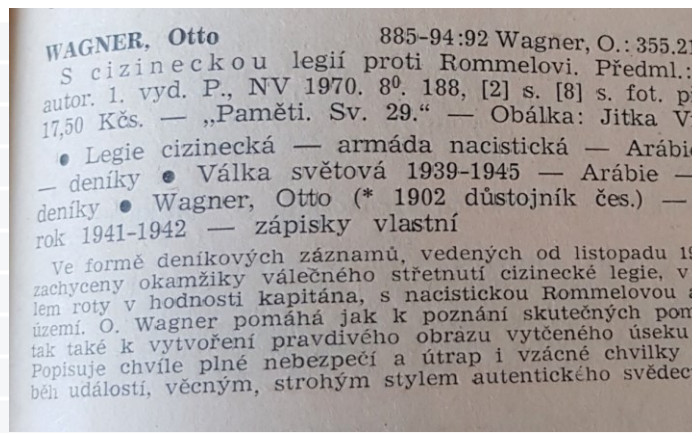 WAGNER, Otto 885-94:92 Wagner, O.: 355.21
S cizineckou legií proti Rommelovi. Předml.:
autor. 1. vyd. P., NV 1970. 8⁰. 188, [2] s. [8] s. fot. př
17,50 Kčs. — „Paměti. Sv. 29.“ — Obálka: Jitka V
● Legie cizinecká — armáda nacistická — Arábie
— deníky ● Válka světová 1939-1945 — Arábie —
deníky ● Wagner, Otto (* 1902 důstojník čes.) —
rok 1941-1942 — zápisky vlastní
Ve formě deníkových záznamů, vedených od listopadu 19
zachyceny okamžiky válečného střetnutí cizinecké legie, v
lem roty v hodnosti kapitána, s nacistickou Rommelovou a
území. O. Wagner pomáhá jak k poznání skutečných pom
tak také k vytvoření pravdivého obrazu vytčeného úseku
Popisuje chvíle plné nebezpečí a útrap i vzácné chvilky
běh událostí, věcným, strohým stylem autentického svědec